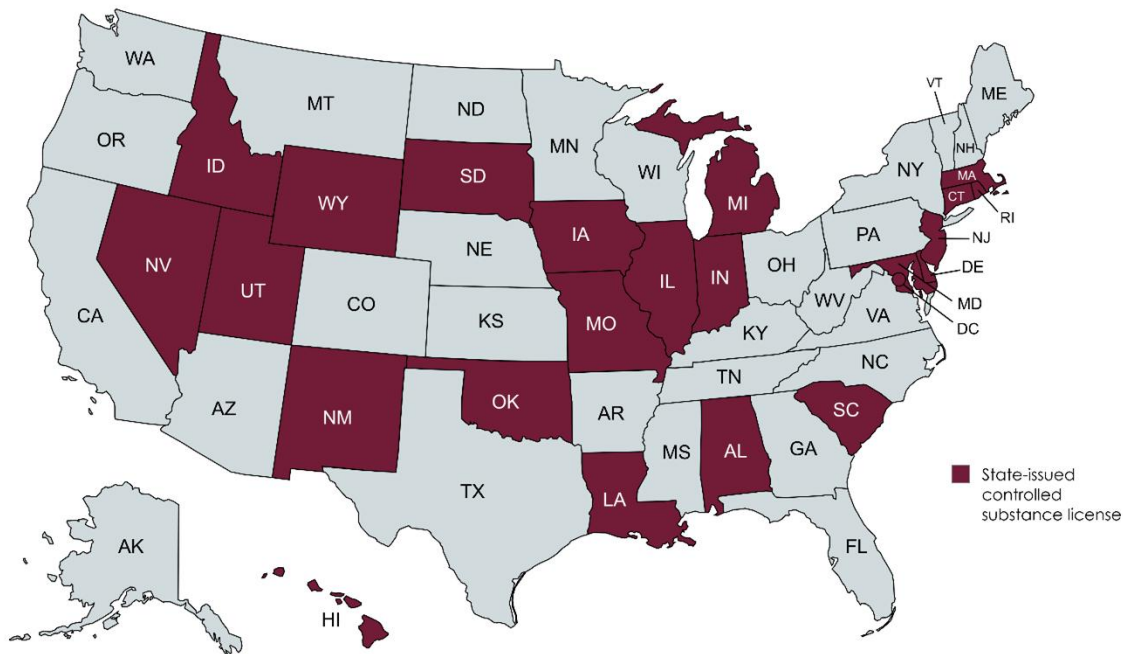 WA
MT
ND
MN
VT
ME
OR
ID
WY
SD
WI
MI
NY
NH
MA
CT
RI
NV
UT
CO
NE
IA
IL
IN
OH
PA
NJ
DE
MD
DC
CA
KS
MO
KY
WV
VA
AZ
NM
OK
AR
TN
NC
SC
TX
LA
MS
AL
GA
FL
State-issued
controlled
substance license
AK
HI